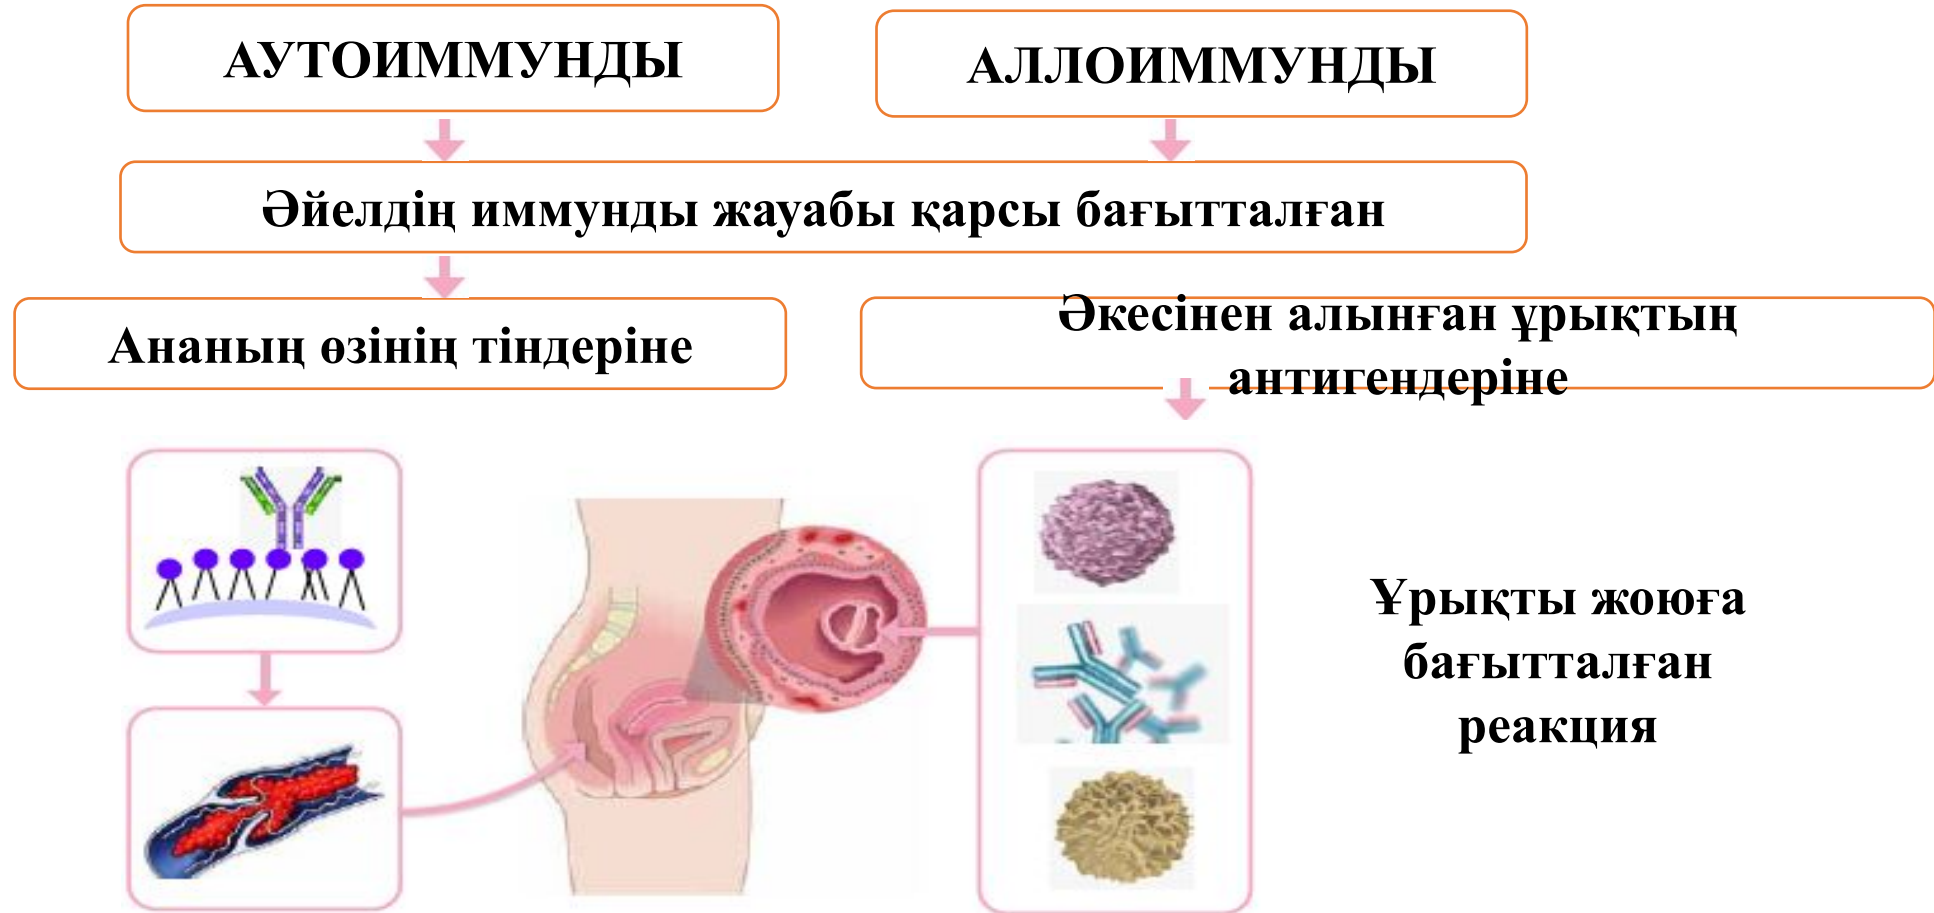 АУТОИММУНДЫ
АЛЛОИММУНДЫ
Әйелдің иммунды жауабы қарсы бағытталған
Ананың өзінің тіндеріне
Әкесінен алынған ұрықтың
антигендеріне
Ұрықты жоюға
бағытталған
реакция